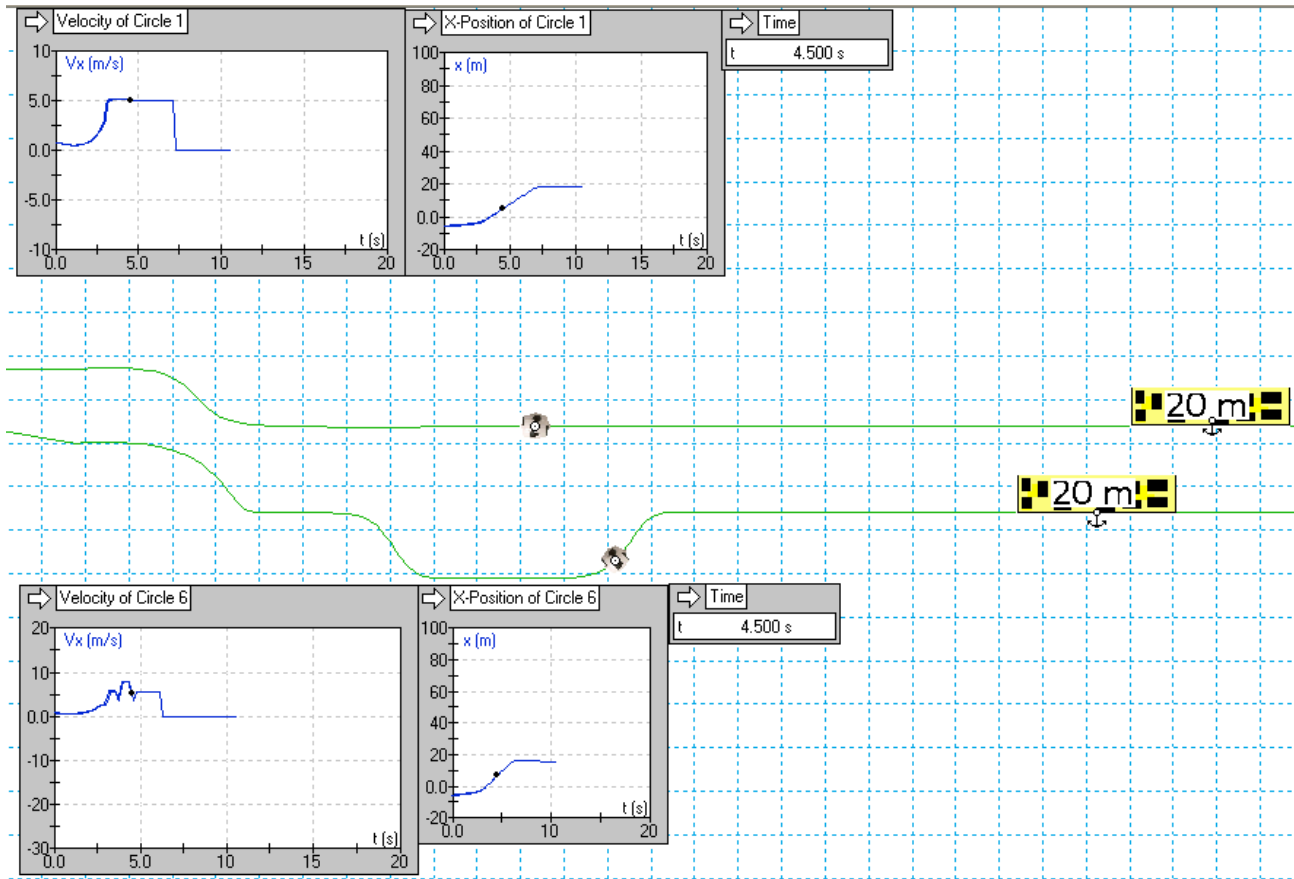 Velocity of Circle 1
Vx (m/s)
10
5.0
0.0
-5.0
-10
0.0 5.0 10 15 20
t (s)
X-Position of Circle 1
x (m)
100
80
60
40
20
0.0
-20
0.0 5.0 10 15 20
t (s)
Time
t 4.500 s
20 m
20 m
Velocity of Circle 6
Vx (m/s)
20
10
0.0
-10
-20
-30
0.0 5.0 10 15 20
t (s)
X-Position of Circle 6
x (m)
100
80
60
40
20
0.0
-20
0.0 10 20
t (s)
Time
t 4.500 s